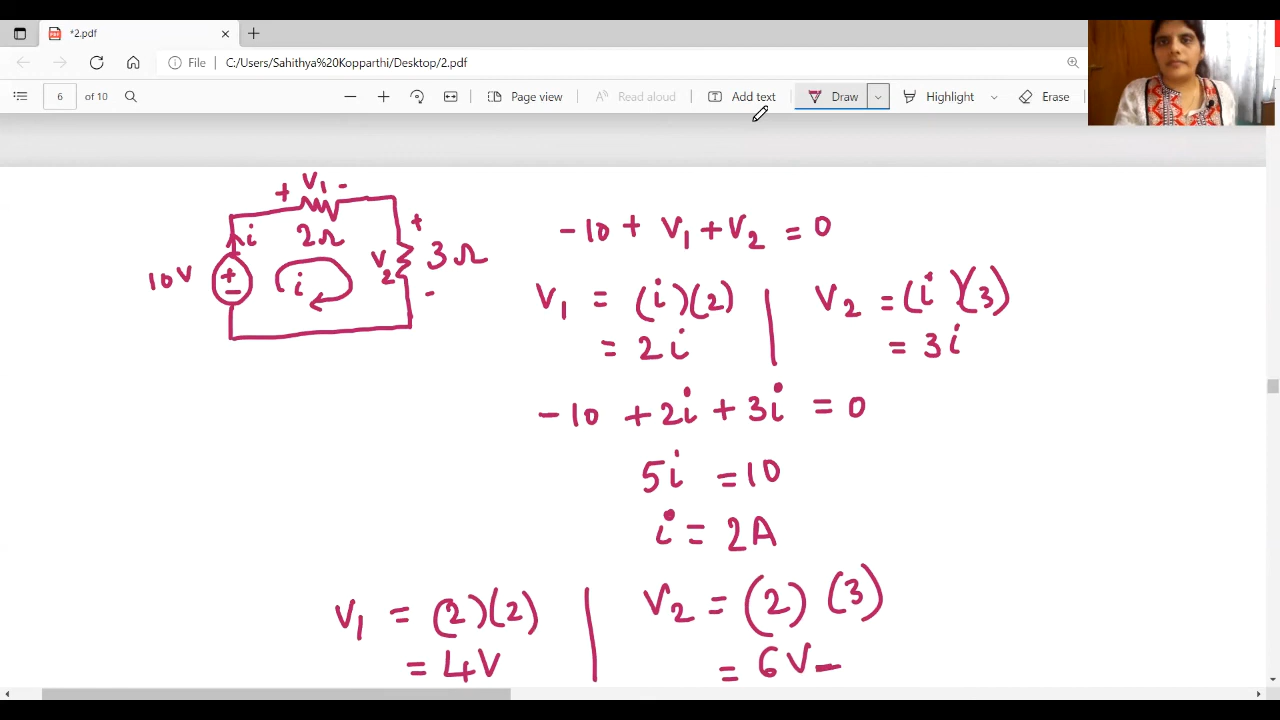 *2.pdf
File C:/Users/Sahithya%20Kopparthi/Desktop/2.pdf
6 of 10 Page view Read aloud Add text Draw Highlight Erase
+ V1 -
i 2Ω
10V + - i V2 + 3Ω -
-10 + V1 + V2 = 0
V1 = (i)(2) | V2 = (i)(3)
= 2i = 3i
-10 + 2i + 3i = 0
5i = 10
i = 2A
V1 = (2)(2) | V2 = (2)(3)
= 4V = 6V